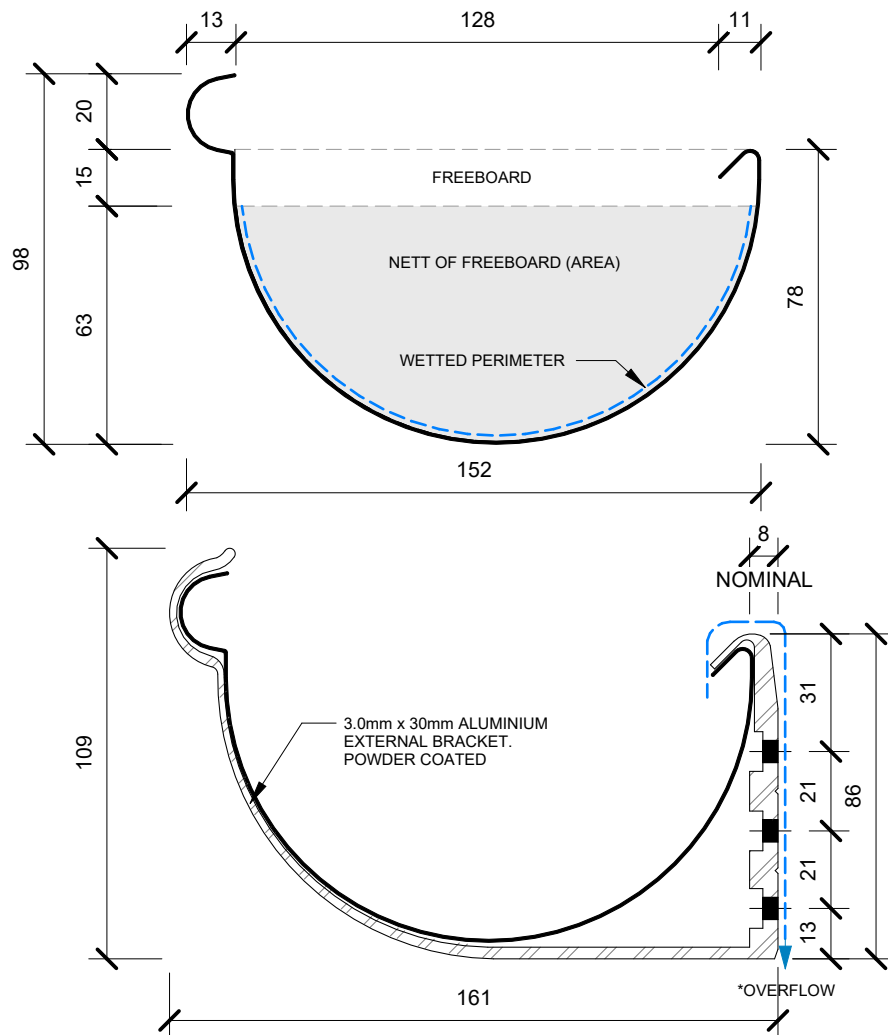 13
128
11
20
15
98
63
FREEBOARD
NETT OF FREEBOARD (AREA)
78
WETTED PERIMETER
152
8
NOMINAL
3.0mm x 30mm ALUMINIUM
EXTERNAL BRACKET.
POWDER COATED
109
31
21
86
21
13
*OVERFLOW
161